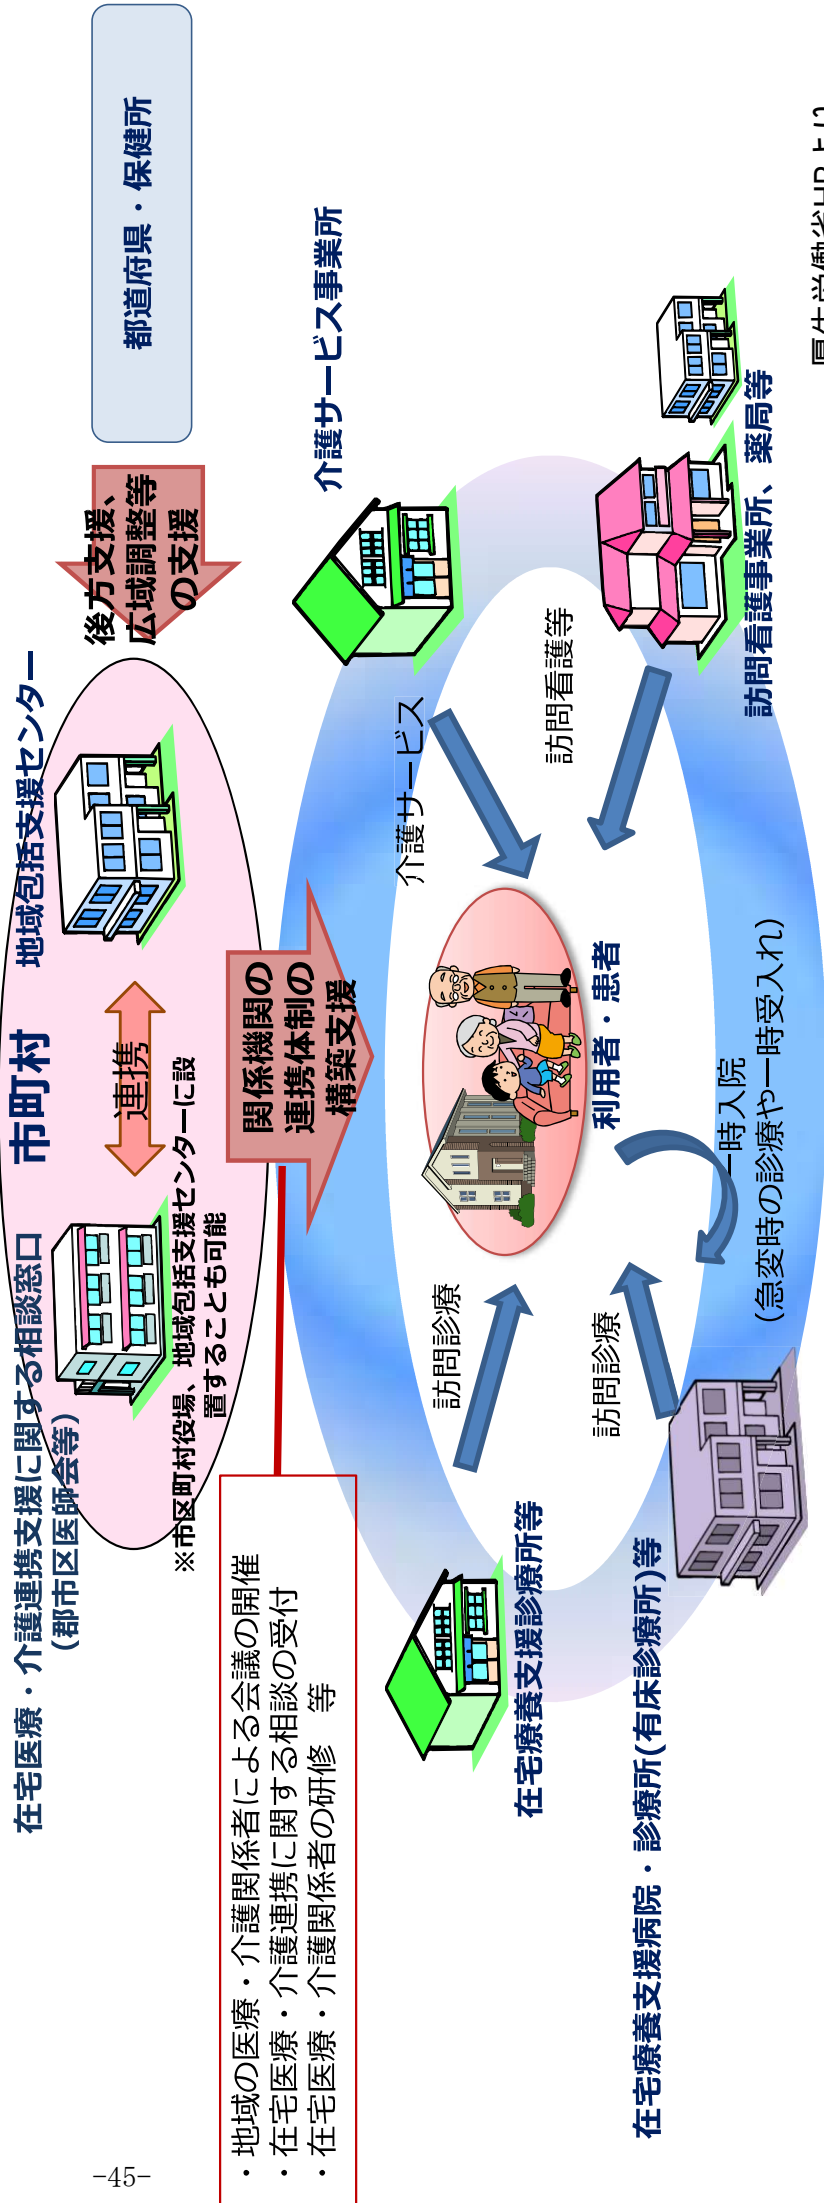 市町村
在宅医療・介護連携支援に関する相談窓口
（郡市区医師会等）
連携
地域包括支援センター
※市区町村役場、地域包括支援センターに設
置することも可能
後方支援、
広域調整等
の支援
都道府県・保健所
・地域の医療・介護関係者による会議の開催
・在宅医療・介護連携に関する相談の受付
・在宅医療・介護関係者の研修　等
関係機関の
連携体制の
構築支援
在宅療養支援診療所等
訪問診療
利用者・患者
介護サービス
介護サービス事業所
訪問看護等
訪問看護事業所、薬局等
在宅療養支援病院・診療所(有床診療所)等
訪問診療
一時入院
(急変時の診療や一時受入れ)
厚生労働省HPより
-45-